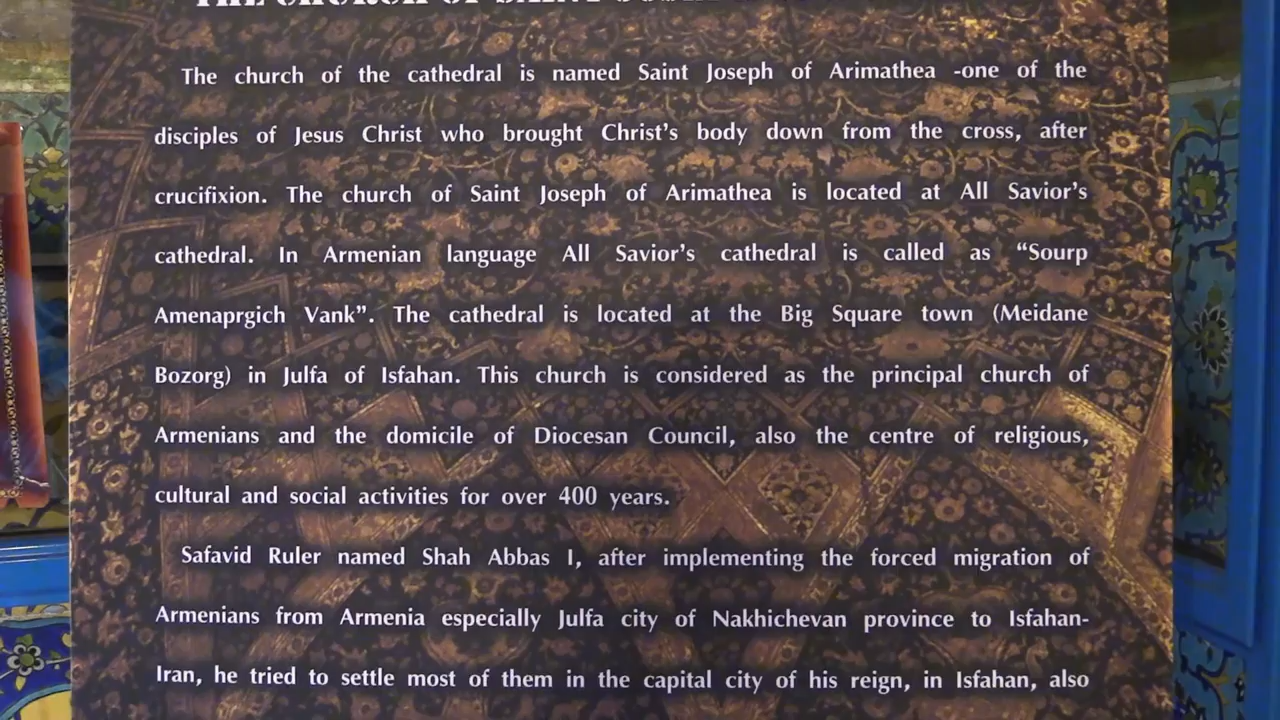 THE CHURCH OF SAINT
The church of the cathedral is named Saint Joseph of Arimathea -one of the
disciples of Jesus Christ who brought Christ's body down from the cross, after
crucifixion. The church of Saint Joseph of Arimathea is located at All Savior's
cathedral. In Armenian language All Savior's cathedral is called as “Sourp
Amenaprgich Vank”. The cathedral is located at the Big Square town (Meidane
Bozorg) in Julfa of Isfahan. This church is considered as the principal church of
Armenians and the domicile of Diocesan Council, also the centre of religious,
cultural and social activities for over 400 years.
Safavid Ruler named Shah Abbas I, after implementing the forced migration of
Armenians from Armenia especially Julfa city of Nakhichevan province to Isfahan-
Iran, he tried to settle most of them in the capital city of his reign, in Isfahan, also